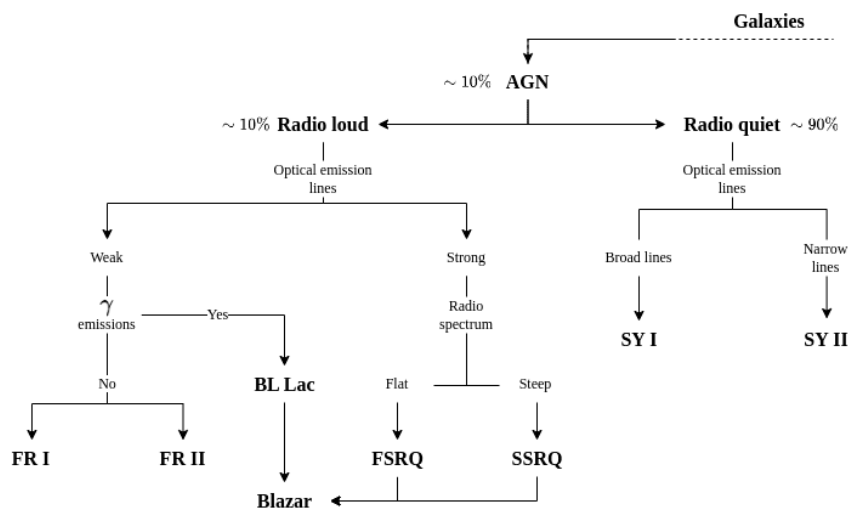 Galaxies
~ 10% AGN
~ 10% Radio loud
Radio quiet ~ 90%
Optical emission
lines
Optical emission
lines
Weak
Strong
Broad lines
Narrow
lines
γ
emissions
Yes
Radio
spectrum
SY I
SY II
No
BL Lac
Flat
Steep
FR I
FR II
FSRQ
SSRQ
Blazar